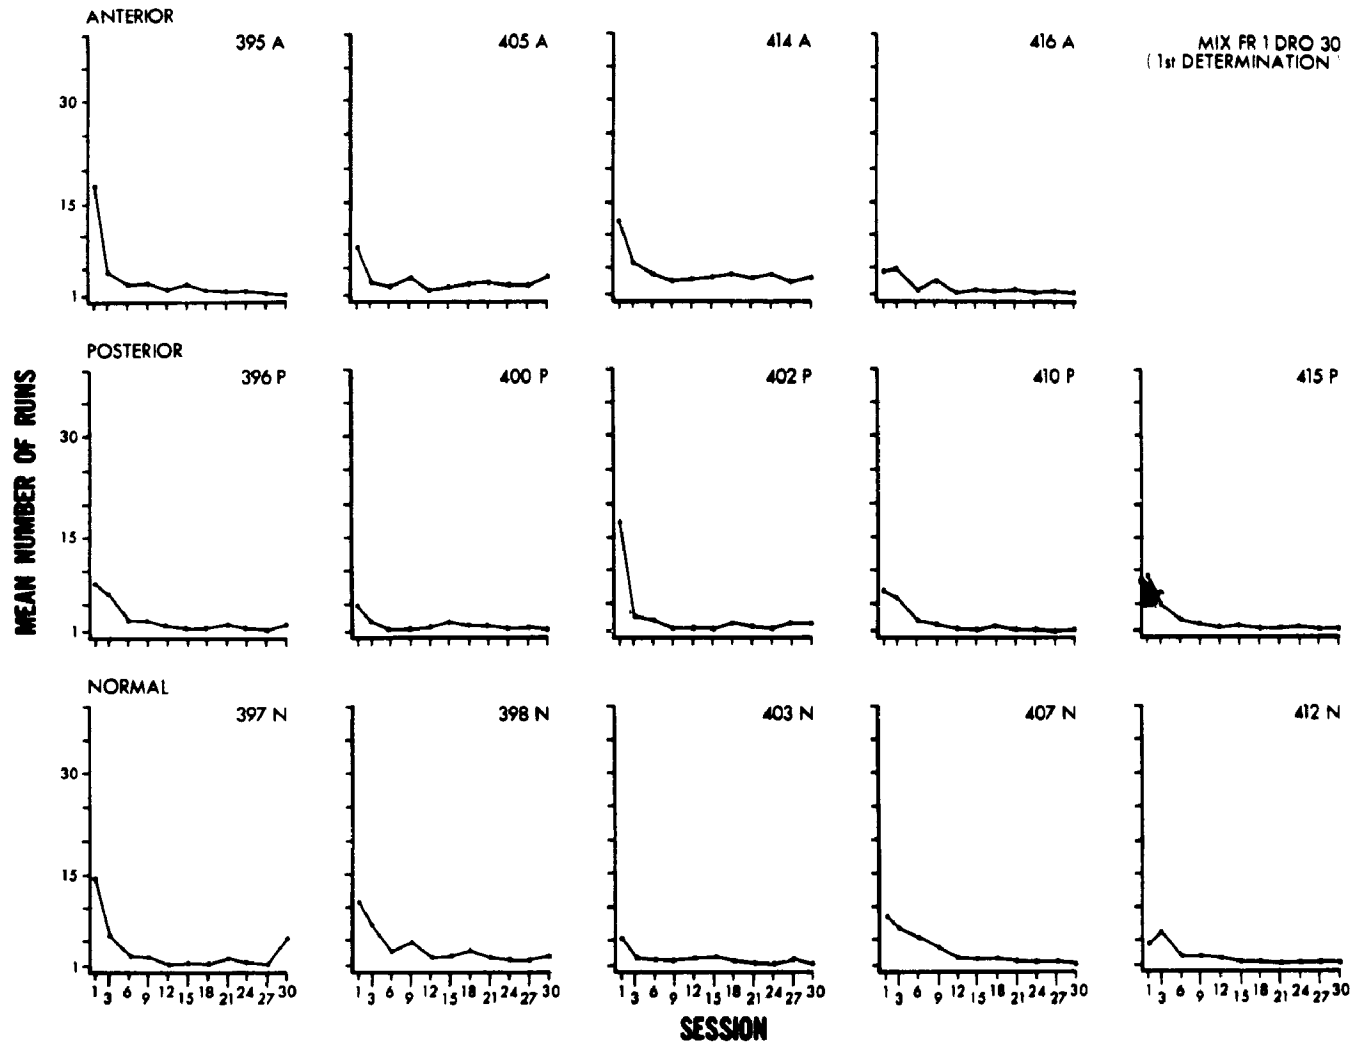 ANTERIOR
395 A
405 A
414 A
416 A
MIX FR 1 DRO 30
( 1st DETERMINATION
30
15
1
POSTERIOR
396 P
400 P
402 P
410 P
415 P
30
15
1
MEAN NUMBER OF RUNS
NORMAL
397 N
398 N
403 N
407 N
412 N
30
15
1
1 3 6 9 12 15 18 21 24 27 30
1 3 6 9 12 15 18 21 24 27 30
1 3 6 9 12 15 18 21 24 27 30
1 3 6 9 12 15 18 21 24 27 30
1 3 6 9 12 15 18 21 24 27 30
SESSION